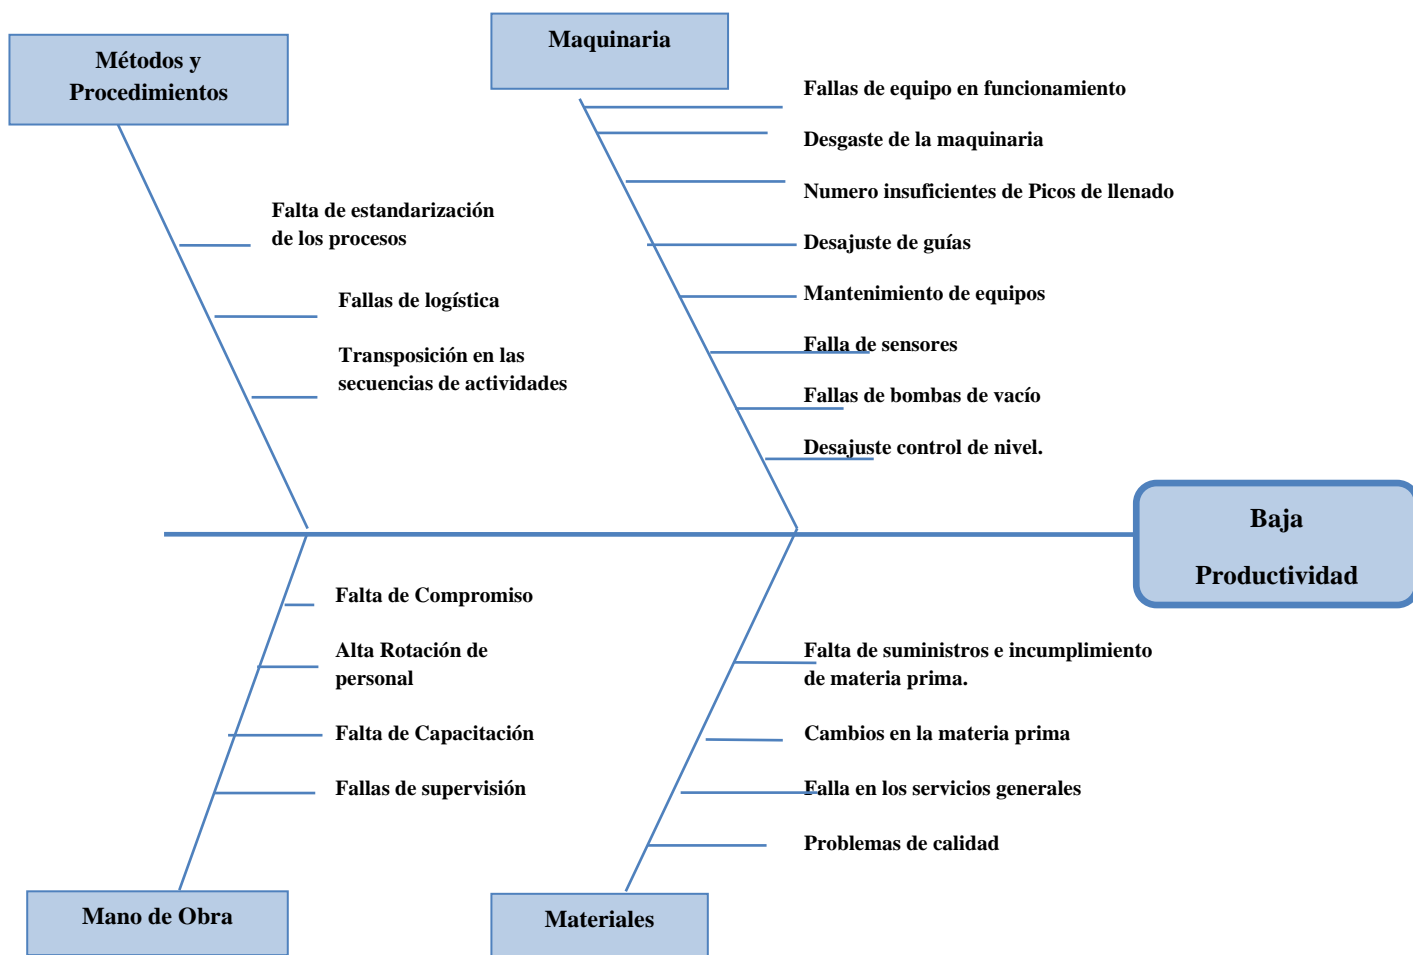 Métodos y
Procedimientos
Maquinaria
Falta de estandarización
de los procesos
Fallas de logística
Transposición en las
secuencias de actividades
Fallas de equipo en funcionamiento
Desgaste de la maquinaria
Numero insuficientes de Picos de llenado
Desajuste de guías
Mantenimiento de equipos
Falla de sensores
Fallas de bombas de vacío
Desajuste control de nivel.
Baja
Productividad
Falta de Compromiso
Alta Rotación de
personal
Falta de Capacitación
Fallas de supervisión
Falta de suministros e incumplimiento
de materia prima.
Cambios en la materia prima
Falla en los servicios generales
Problemas de calidad
Mano de Obra
Materiales